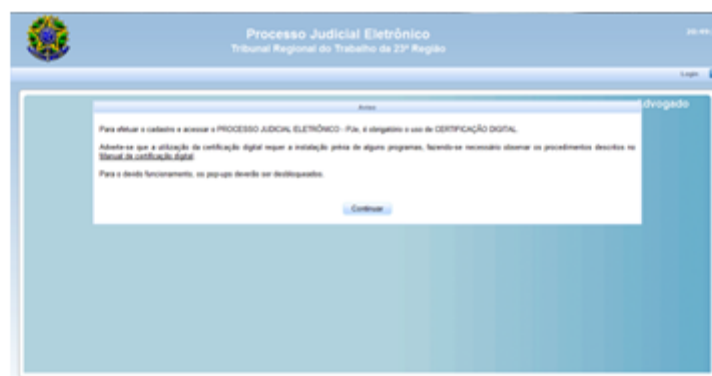 Processo Judicial Eletrônico
Tribunal Regional do Trabalho da 23ª Região
Login
dvogado
Aviso
Para efetuar o cadastro e acessar o PROCESSO JUDICIAL ELETRÔNICO - PJe, é obrigatório o uso de CERTIFICAÇÃO DIGITAL.
Adverte-se que a utilização da certificação digital requer a instalação prévia de alguns programas, fazendo-se necessário observar os procedimentos descritos no
Manual da certificação digital.
Para o devido funcionamento, os pop-ups deverão ser desbloqueados.
Continuar